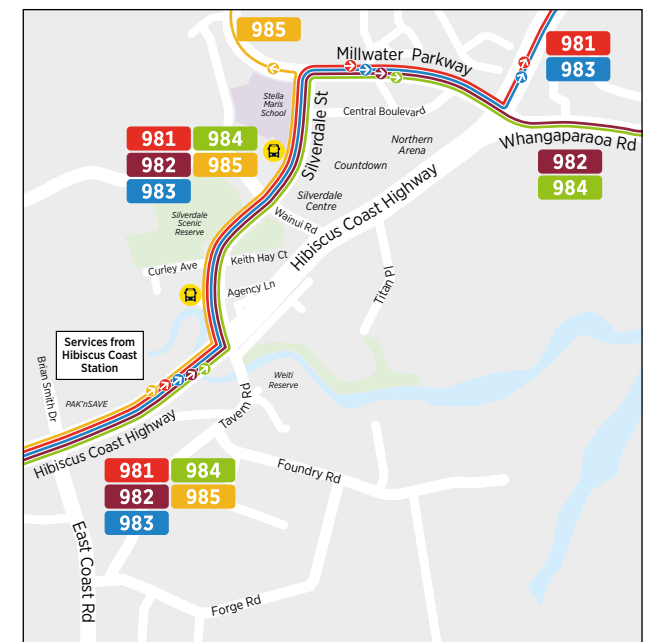 985
Millwater Parkway
981
983
Stella
Maris
School
Silverdale St
Central Boulevard
Northern
Arena
Whangaparaoa Rd
981 984
982 985
983
Countdown
982
984
Silverdale
Centre
Hibiscus Coast Highway
Silverdale
Scenic
Reserve
Wainui Rd
Keith Hay Ct
Curley Ave
Titan Pl
Agency Ln
Services from
Hibiscus Coast
Station
Brian Smith Dr
Weiti
Reserve
PAK'nSAVE
Tavern Rd
Hibiscus Coast Highway
981 984
982 985
983
Foundry Rd
East Coast Rd
Forge Rd